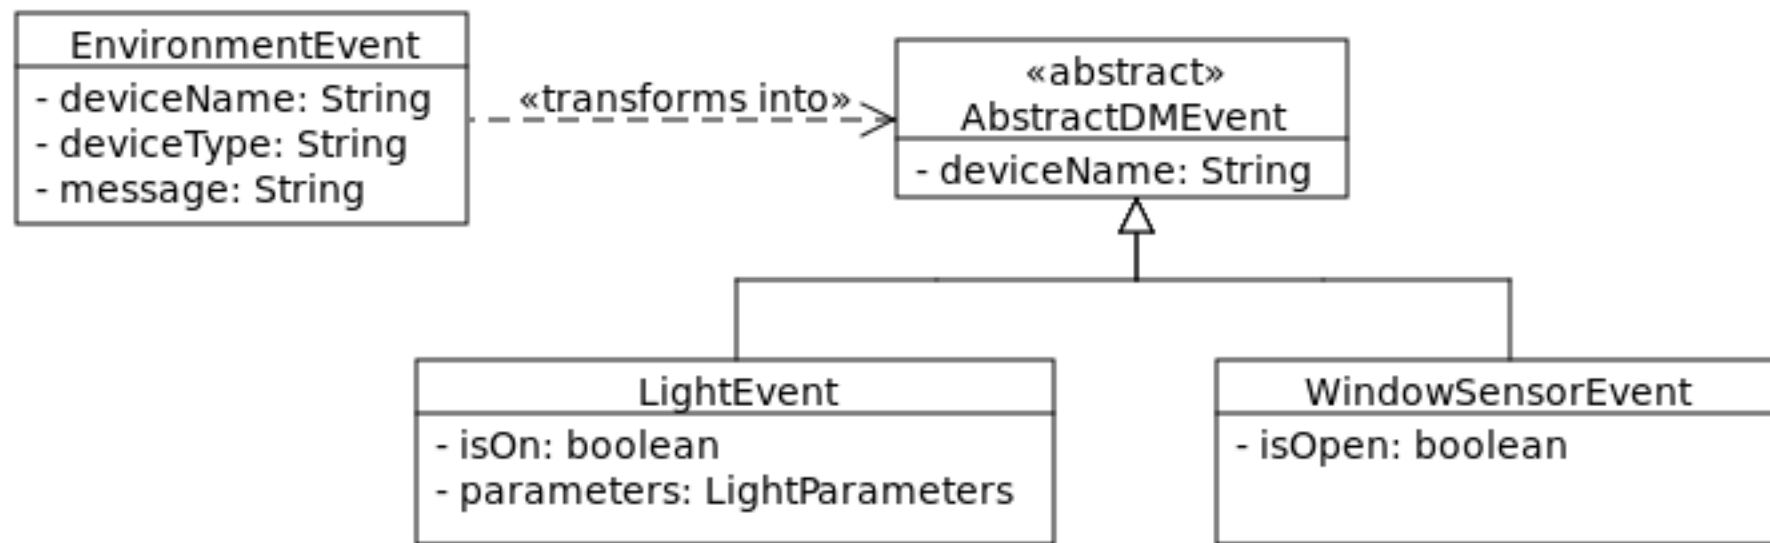 EnvironmentEvent
- deviceName: String
- deviceType: String
- message: String
«transforms into»
«abstract»
AbstractDMEvent
- deviceName: String
LightEvent
- isOn: boolean
- parameters: LightParameters
WindowSensorEvent
- isOpen: boolean